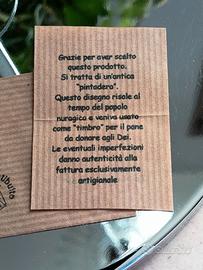 Grazie per aver scelto
questo prodotto.
Si tratta di un'antica
"pintadera".
Questo disegno risale al
tempo del popolo
nuragico e veniva usato
come "timbro" per il pane
da donare agli Dei.
Le eventuali imperfezioni
danno autenticità alla
fattura esclusivamente
artigianale